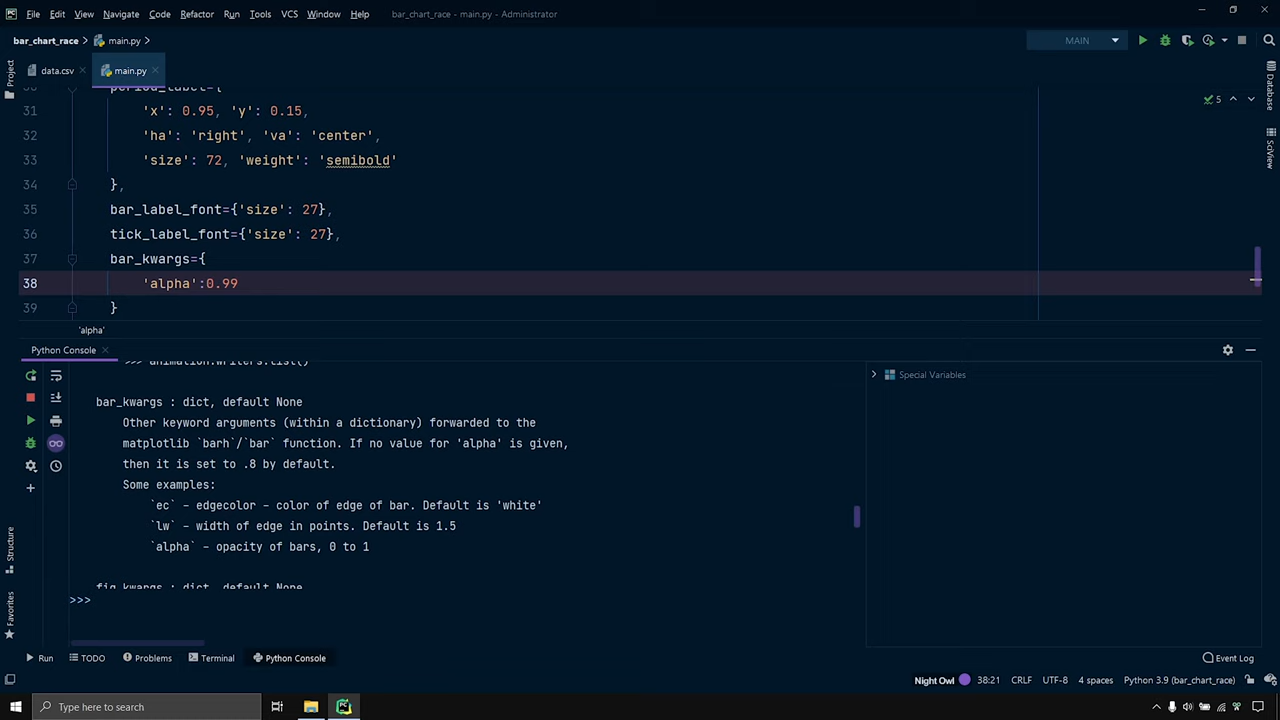 File Edit View Navigate Code Refactor Run Tools VCS Window Help bar_chart_race - main.py - Administrator
bar_chart_race main.py MAIN
Project
data.csv main.py
Database
SciView
5
30 period_label={
31 'x': 0.95, 'y': 0.15,
32 'ha': 'right', 'va': 'center',
33 'size': 72, 'weight': 'semibold'
34 },
35 bar_label_font={'size': 27},
36 tick_label_font={'size': 27},
37 bar_kwargs={
38 'alpha':0.99
39 }
'alpha'
Python Console
>>> animation.writers.list()
Special Variables
bar_kwargs : dict, default None
Other keyword arguments (within a dictionary) forwarded to the
matplotlib `barh`/`bar` function. If no value for 'alpha' is given,
then it is set to .8 by default.
Some examples:
`ec` - edgecolor - color of edge of bar. Default is 'white'
`lw` - width of edge in points. Default is 1.5
`alpha` - opacity of bars, 0 to 1
fig_kwargs : dict, default None
>>>
Structure
Favorites
Run TODO Problems Terminal Python Console Event Log
Night Owl 38:21 CRLF UTF-8 4 spaces Python 3.9 (bar_chart_race)
Type here to search